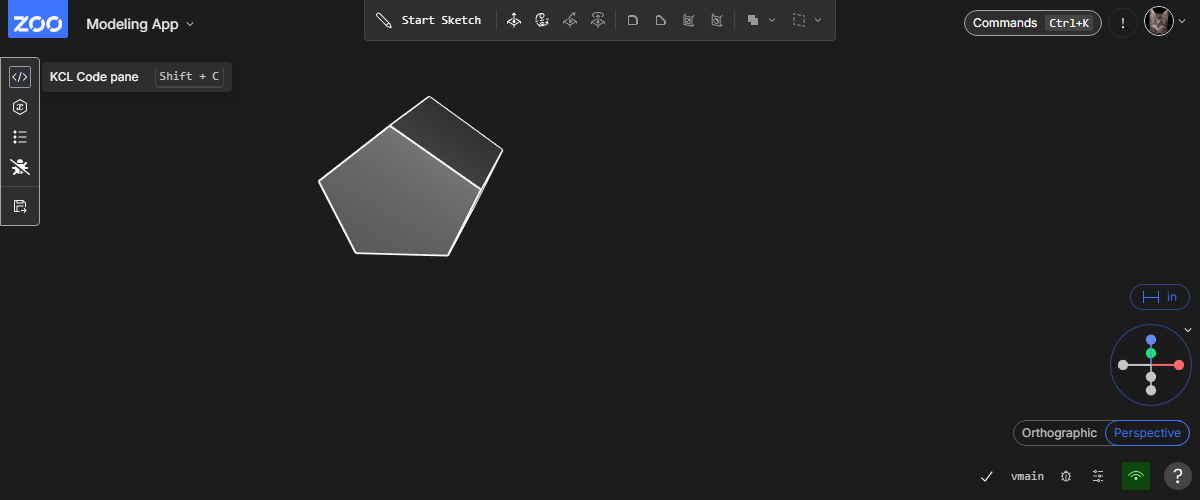 ZOO
Modeling App
Start Sketch
Commands Ctrl+K
!
KCL Code pane Shift + C
in
Orthographic Perspective
vmain
?